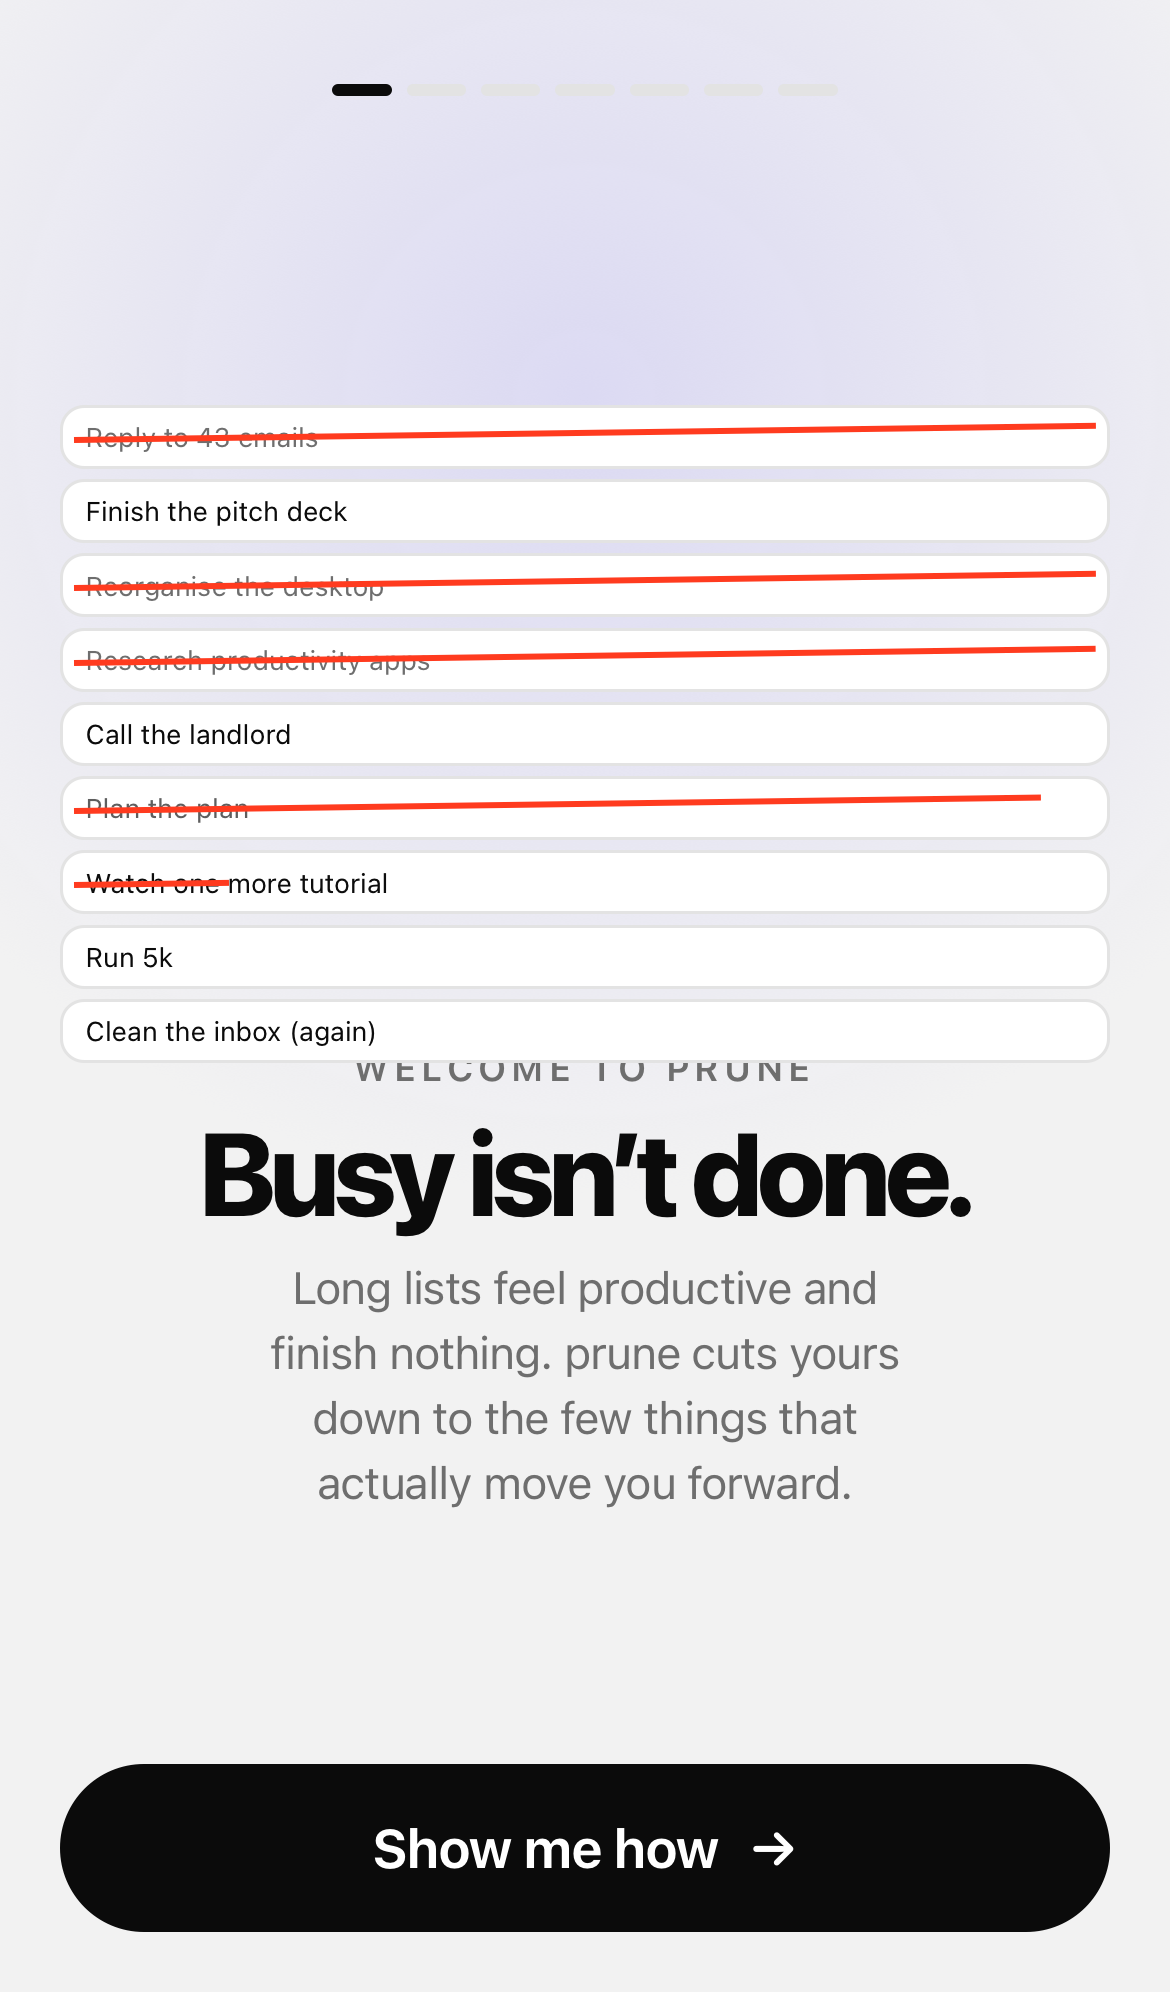 Reply to 43 emails
Finish the pitch deck
Reorganise the desktop
Research productivity apps
Call the landlord
Plan the plan
Watch one more tutorial
Run 5k
Clean the inbox (again)
WELCOME TO PRUNE
Busy isn’t done.
Long lists feel productive and
finish nothing. prune cuts yours
down to the few things that
actually move you forward.
Show me how →